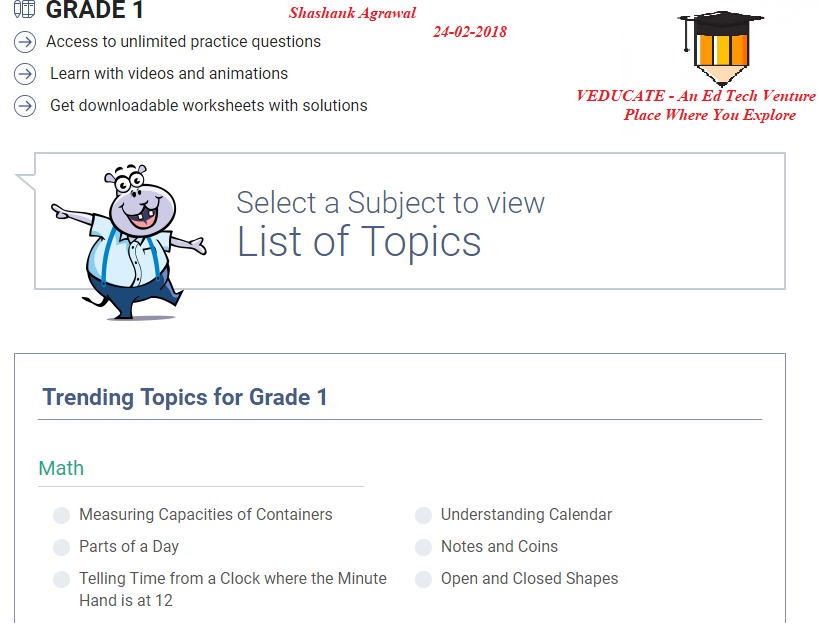 GRADE 1
Shashank Agrawal
24-02-2018
Access to unlimited practice questions
Learn with videos and animations
Get downloadable worksheets with solutions
VEDUCATE - An Ed Tech Venture
Place Where You Explore
Select a Subject to view
List of Topics
Trending Topics for Grade 1
Math
Measuring Capacities of Containers
Understanding Calendar
Parts of a Day
Notes and Coins
Telling Time from a Clock where the Minute
Hand is at 12
Open and Closed Shapes